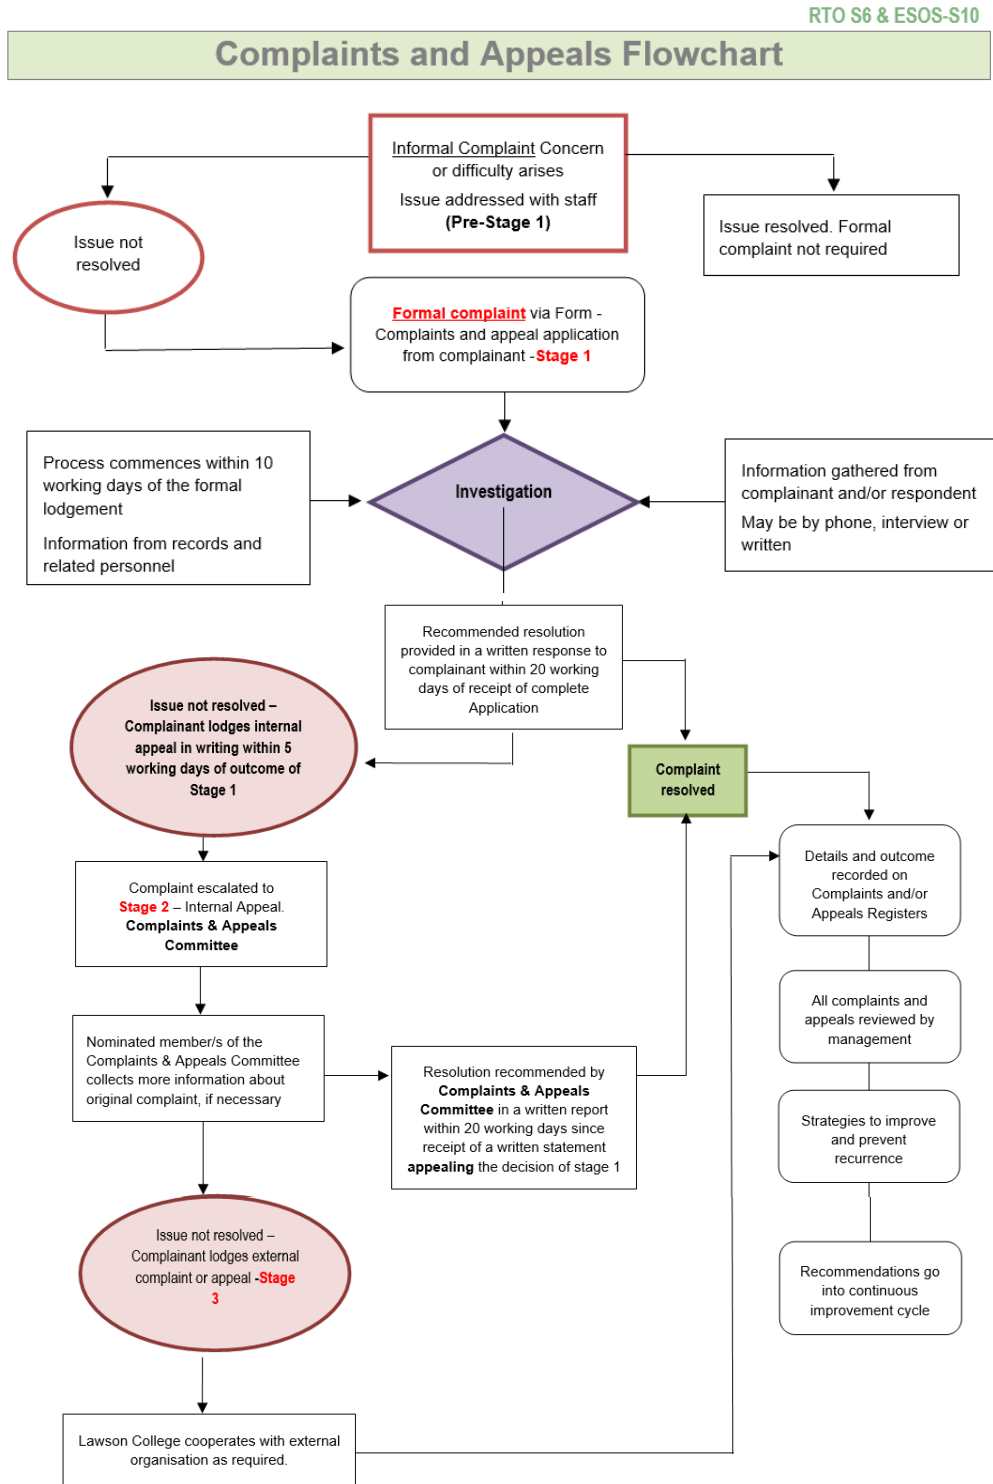 RTO S6 & ESOS-S10
Complaints and Appeals Flowchart
Informal Complaint Concern
or difficulty arises
Issue addressed with staff
(Pre-Stage 1)
Issue not
resolved
Issue resolved. Formal
complaint not required
Formal complaint via Form -
Complaints and appeal application
from complainant -Stage 1
Process commences within 10
working days of the formal
lodgement
Information from records and
related personnel
Investigation
Information gathered from
complainant and/or respondent
May be by phone, interview or
written
Recommended resolution
provided in a written response to
complainant within 20 working
days of receipt of complete
Application
Issue not resolved –
Complainant lodges internal
appeal in writing within 5
working days of outcome of
Stage 1
Complaint
resolved
Complaint escalated to
Stage 2 – Internal Appeal.
Complaints & Appeals
Committee
Details and outcome
recorded on
Complaints and/or
Appeals Registers
Nominated member/s of the
Complaints & Appeals Committee
collects more information about
original complaint, if necessary
Resolution recommended by
Complaints & Appeals
Committee in a written report
within 20 working days since
receipt of a written statement
appealing the decision of stage 1
All complaints and
appeals reviewed by
management
Strategies to improve
and prevent
recurrence
Issue not resolved –
Complainant lodges external
complaint or appeal -Stage
3
Recommendations go
into continuous
improvement cycle
Lawson College cooperates with external
organisation as required.